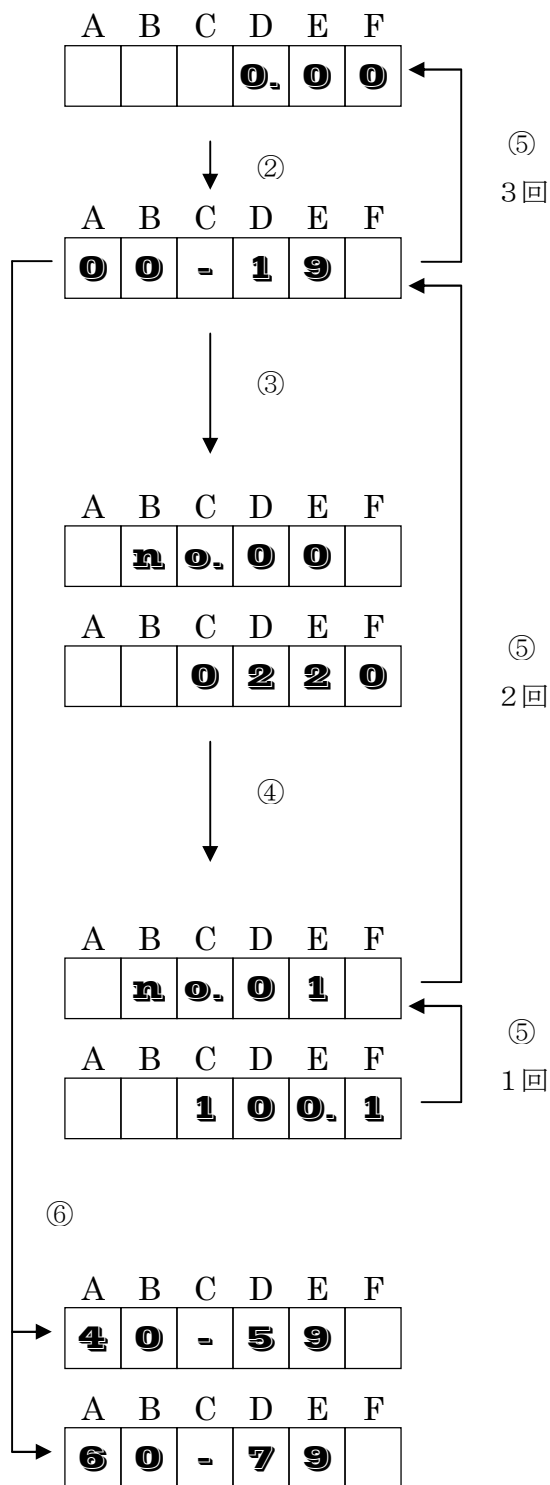 A B C D E F
0. 0 0
⑤
3回
②
A B C D E F
0 0 - 1 9
③
A B C D E F
n o. 0 0
A B C D E F
0 2 2 0
⑤
2回
④
A B C D E F
n o. 0 1
A B C D E F
1 0 0. 1
⑤
1回
⑥
A B C D E F
4 0 - 5 9
A B C D E F
6 0 - 7 9